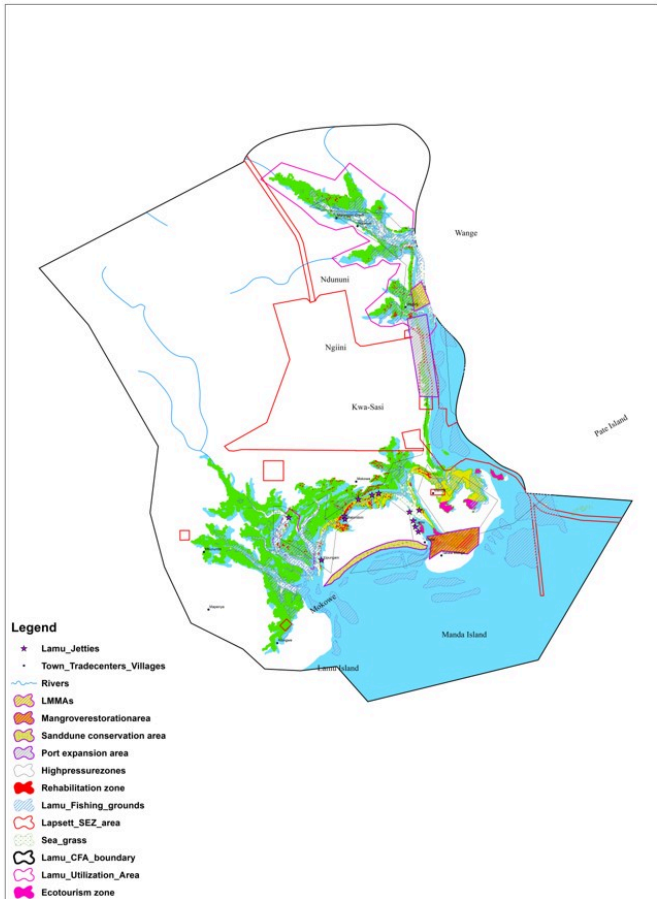 Wange
Ndununi
Ngiini
Kwa-Sasi
Pate Island
Mokowe
Manda Island
Lamu Island
Legend
Lamu_Jetties
Town_Tradecenters_Villages
Rivers
LMMAs
Mangroverestorationarea
Sanddune conservation area
Port expansion area
Highpressurezones
Rehabilitation zone
Lamu_Fishing_grounds
Lapsett_SEZ_area
Sea_grass
Lamu_CFA_boundary
Lamu_Utilization_Area
Ecotourism zone